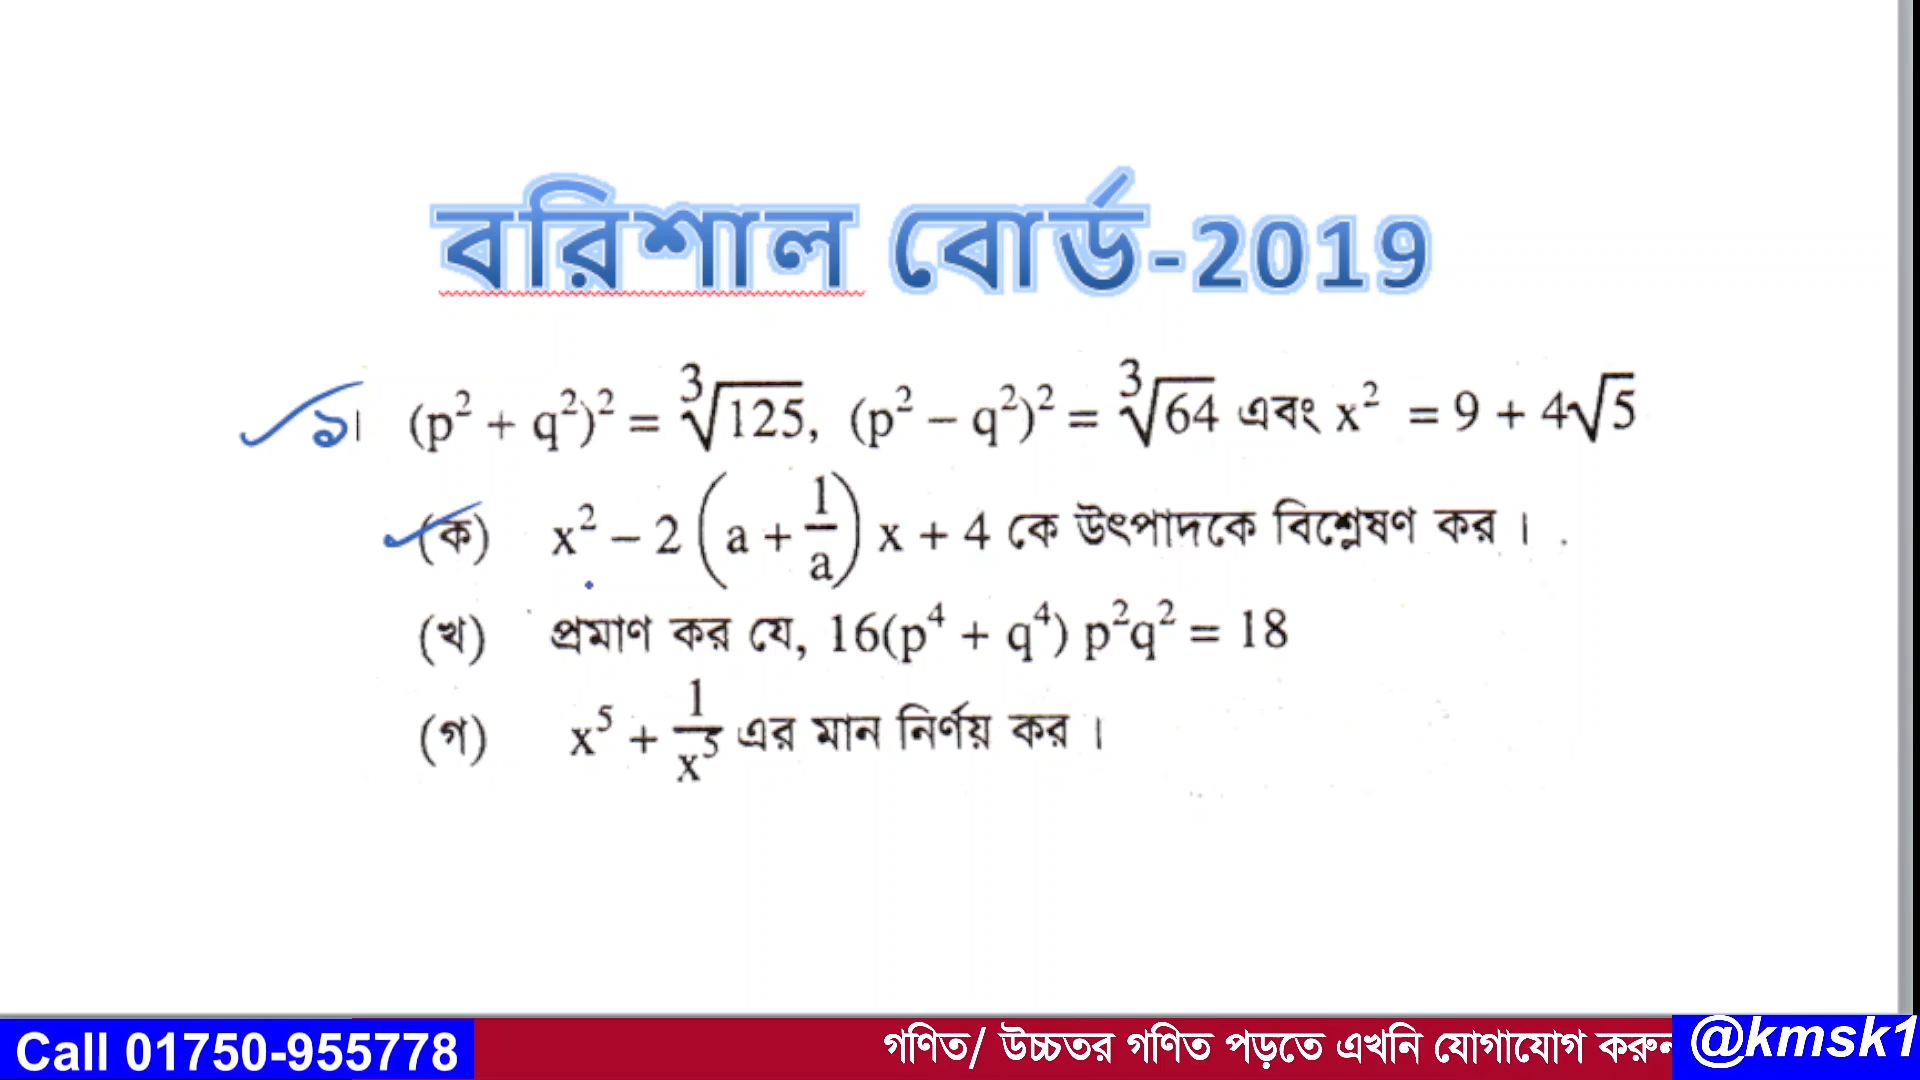 বরিশাল বোর্ড-2019
১। (p² + q²)² = ∛125, (p² – q²)² = ∛64 এবং x² = 9 + 4√5
(ক) x² – 2(a + 1/a)x + 4 কে উৎপাদকে বিশ্লেষণ কর।
(খ) প্রমাণ কর যে, 16(p⁴ + q⁴) p²q² = 18
(গ) x⁵ + 1/x⁵ এর মান নির্ণয় কর।
Call 01750-955778 গণিত/ উচ্চতর গণিত পড়তে এখনি যোগাযোগ করুন @kmsk1